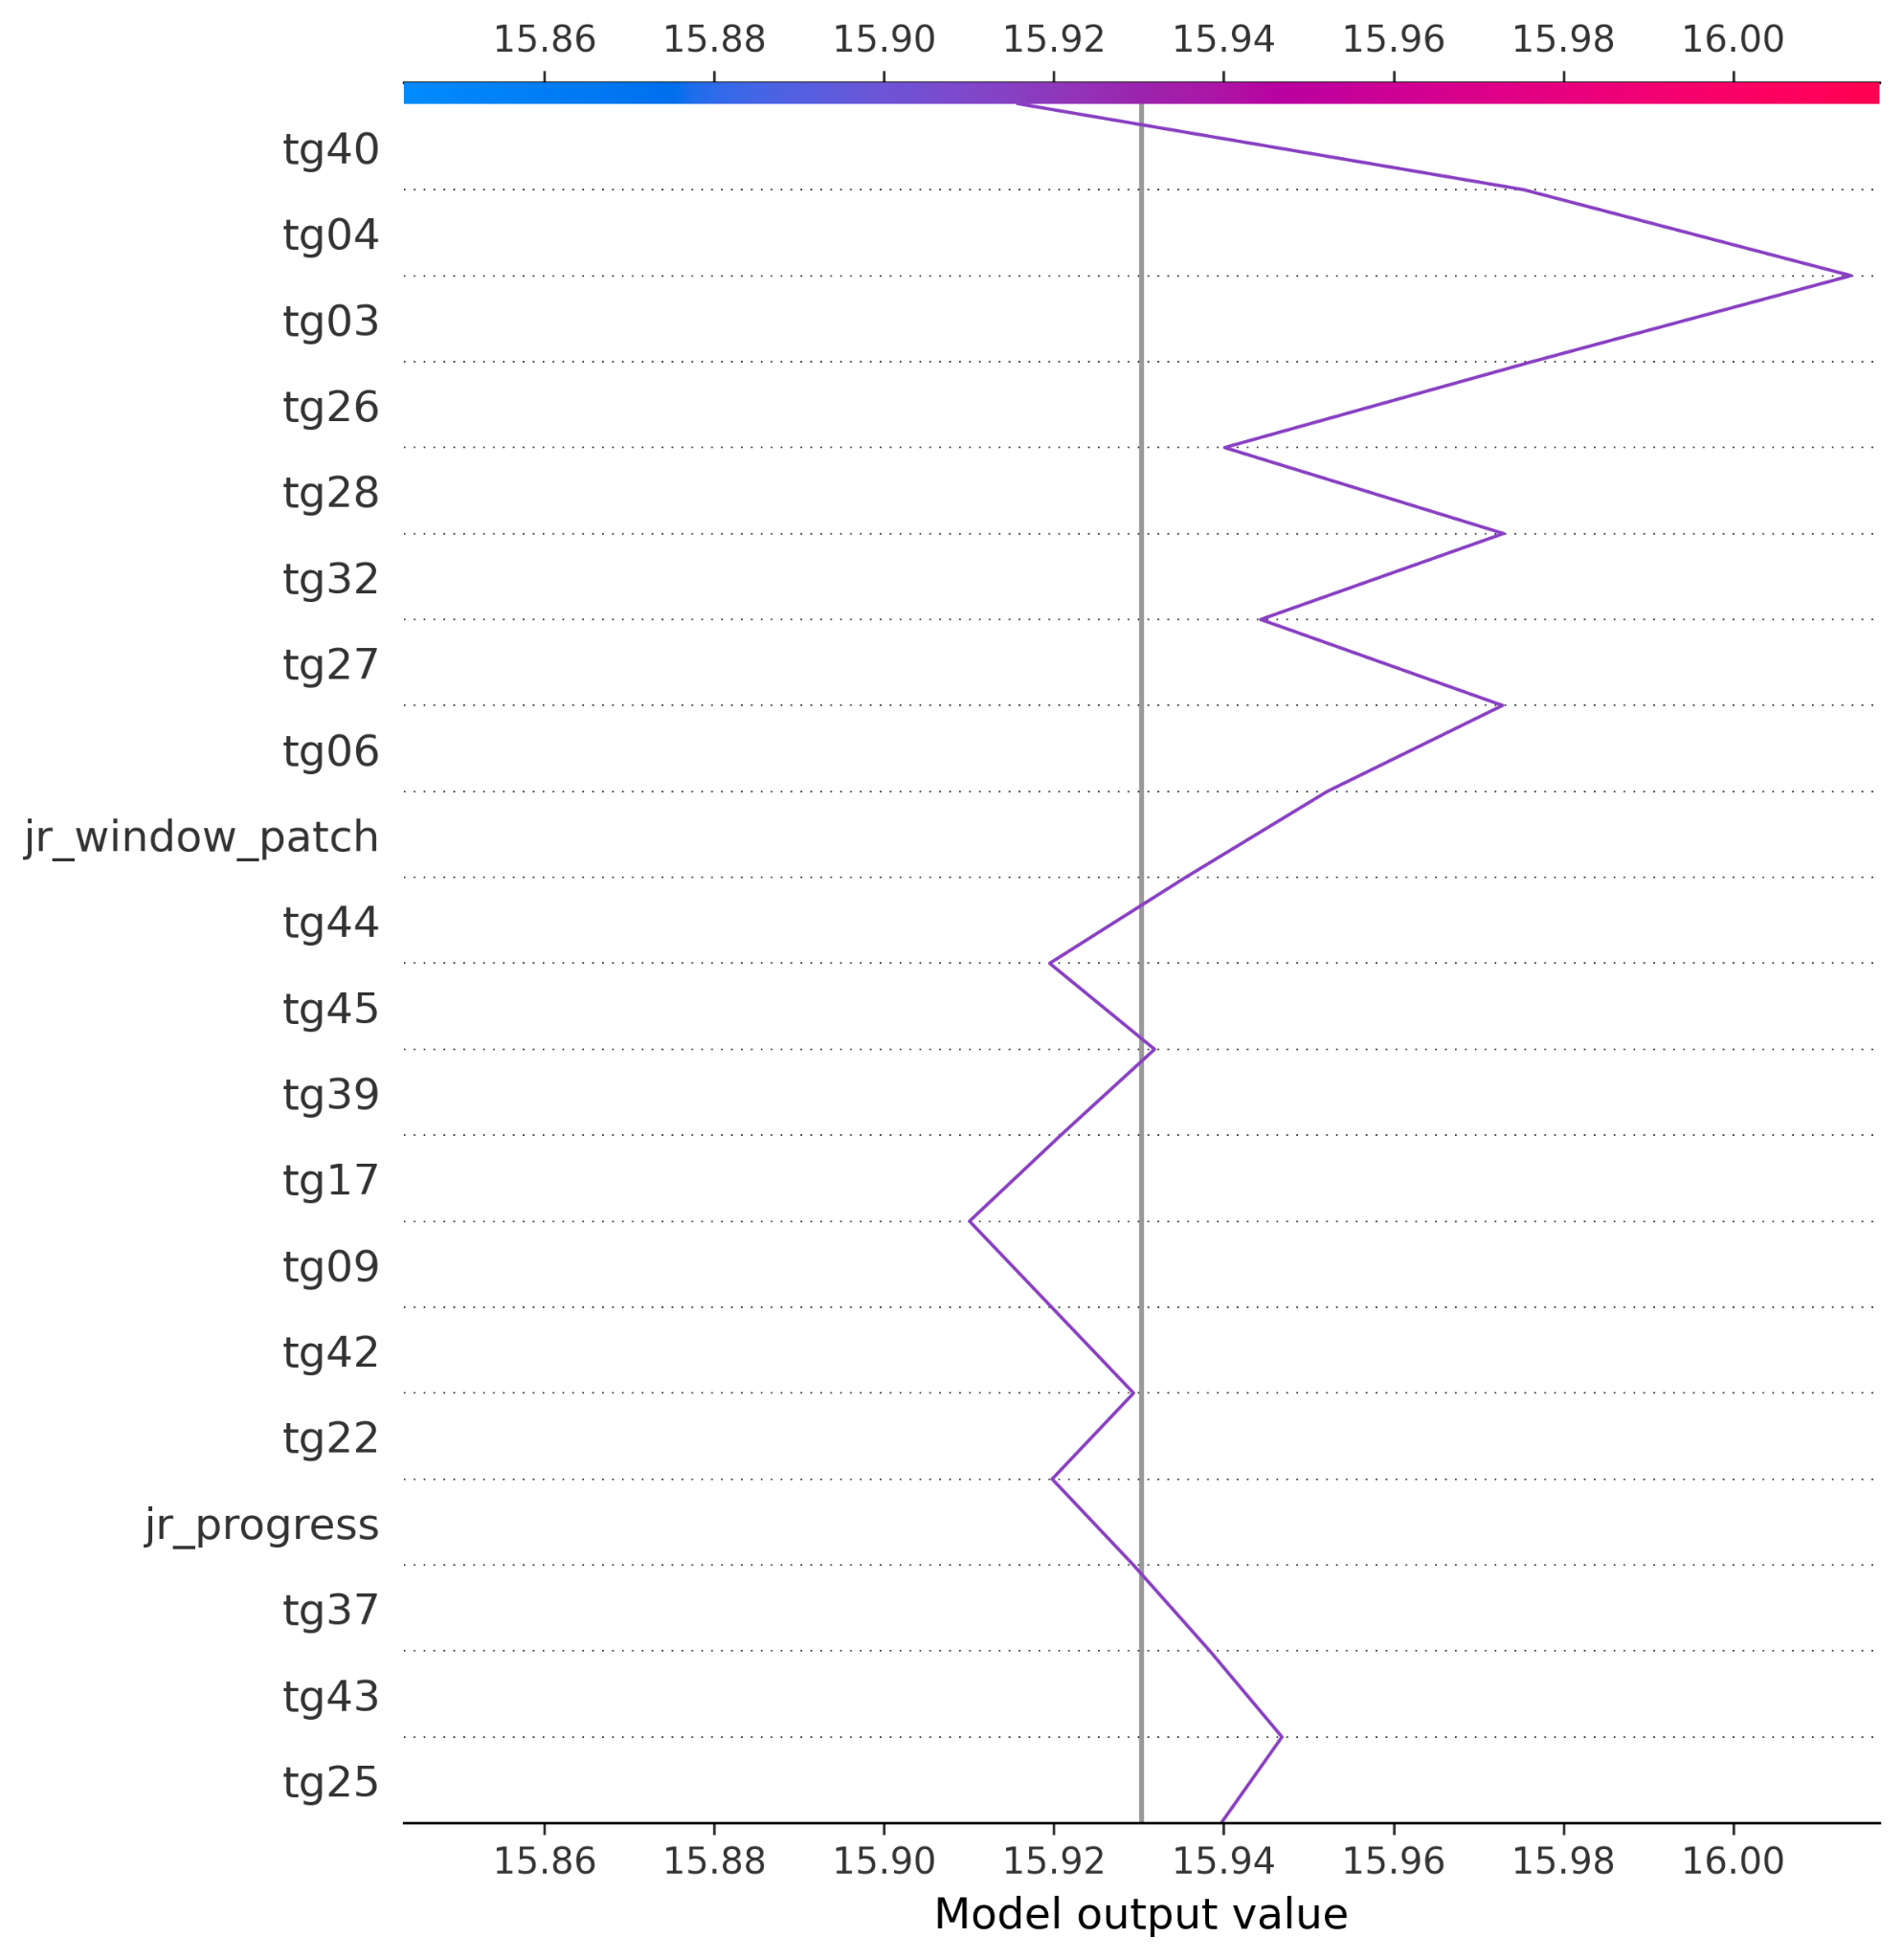 15.86 15.88 15.90 15.92 15.94 15.96 15.98 16.00
tg40
tg04
tg03
tg26
tg28
tg32
tg27
tg06
jr_window_patch
tg44
tg45
tg39
tg17
tg09
tg42
tg22
jr_progress
tg37
tg43
tg25
15.86 15.88 15.90 15.92 15.94 15.96 15.98 16.00
Model output value